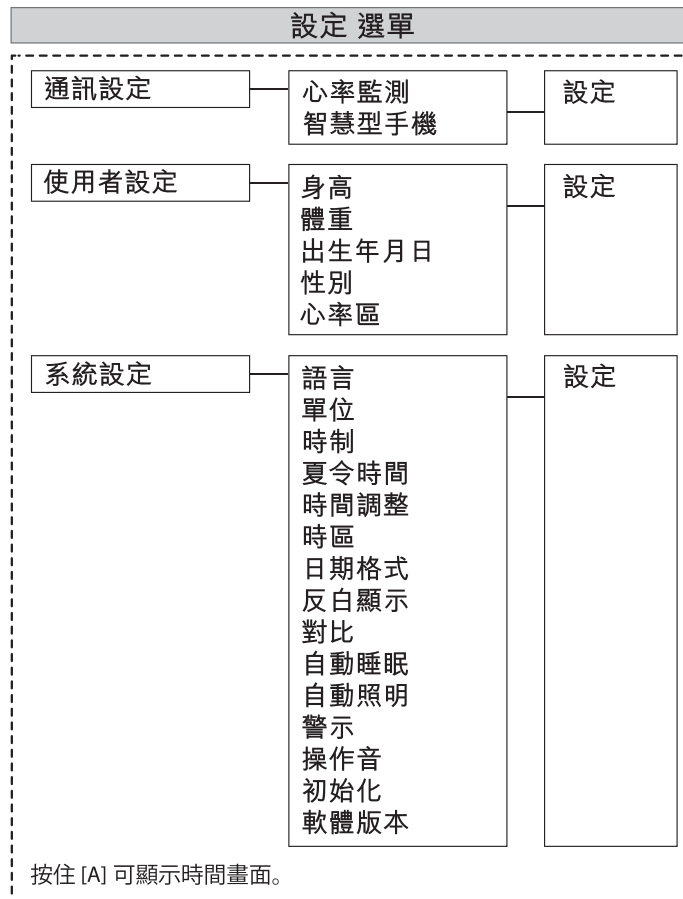 設定 選單
通訊設定
心率監測
智慧型手機
設定
使用者設定
身高
體重
出生年月日
性別
心率區
設定
系統設定
語言
單位
時制
夏令時間
時間調整
時區
日期格式
反白顯示
對比
自動睡眠
自動照明
警示
操作音
初始化
軟體版本
設定
按住 [A] 可顯示時間畫面。